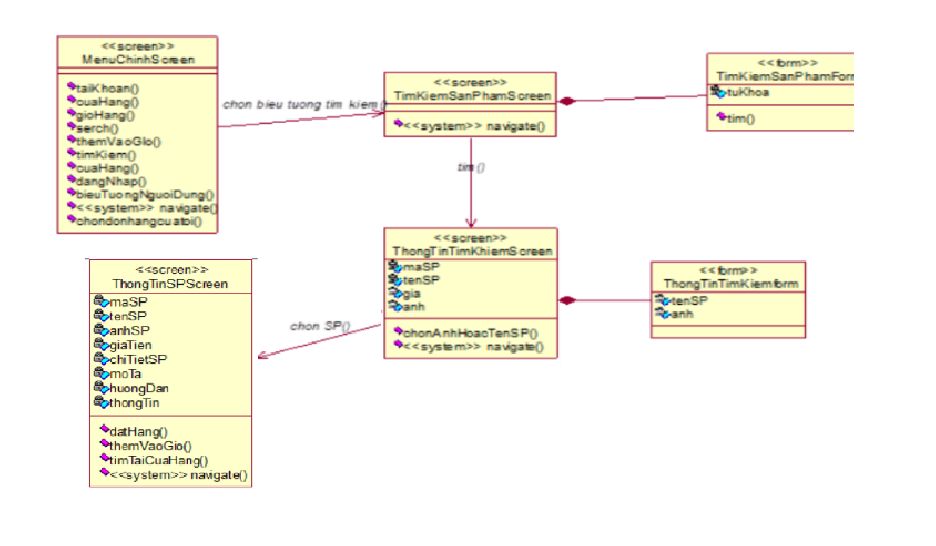 <<screen>>
MenuChinhScreen
taiKhoan()
cuaHang()
gioHang()
serch()
themVaoGio()
timKiem()
cuaHang()
dangNhap()
bieuTuongNguoiDung()
<<system>> navigate()
chondonhangcuatoi()
chon bieu tuong tim kiem()
<<screen>>
TimKiemSanPhamScreen
<<system>> navigate()
<<form>>
TimKiemSanPhamForm
tuKhoa
tim()
tim()
<<screen>>
ThongTinTimKhiemScreen
maSP
tenSP
gia
anh
chonAnhHoacTenSP()
<<system>> navigate()
<<form>>
ThongTinTimKiemform
tenSP
anh
chon SP()
<<screen>>
ThongTinSPScreen
maSP
tenSP
anhSP
giaTien
chiTietSP
moTa
huongDan
thongTin
datHang()
themVaoGio()
timTaiCuaHang()
<<system>> navigate()